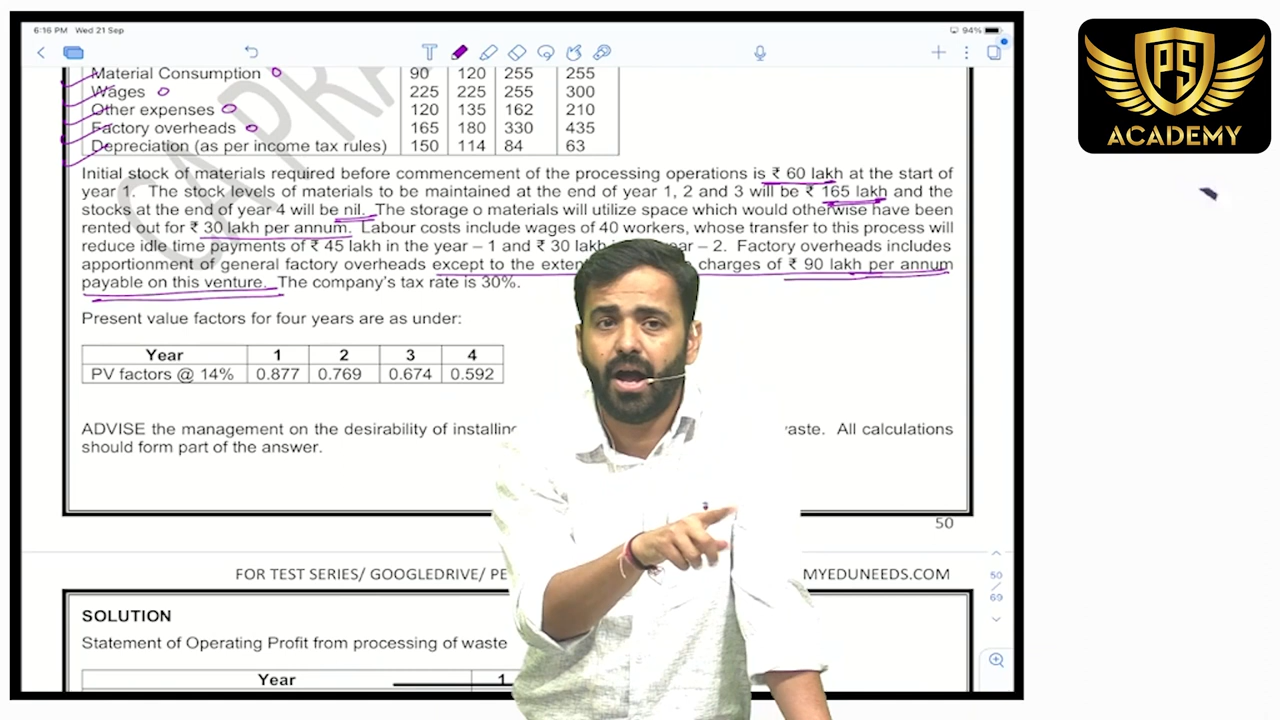 6:16 PM Wed 21 Sep
94%
PS
ACADEMY
Material Consumption 90 120 255 255
Wages 225 225 255 300
Other expenses 120 135 162 210
Factory overheads 165 180 330 435
Depreciation (as per income tax rules) 150 114 84 63
CA PRA
Initial stock of materials required before commencement of the processing operations is ₹ 60 lakh at the start of
year 1. The stock levels of materials to be maintained at the end of year 1, 2 and 3 will be ₹ 165 lakh and the
stocks at the end of year 4 will be nil. The storage o materials will utilize space which would otherwise have been
rented out for ₹ 30 lakh per annum. Labour costs include wages of 40 workers, whose transfer to this process will
reduce idle time payments of ₹ 45 lakh in the year – 1 and ₹ 30 lakh ar – 2. Factory overheads includes
apportionment of general factory overheads except to the exten charges of ₹ 90 lakh per annum
payable on this venture. The company's tax rate is 30%.
Present value factors for four years are as under:
Year 1 2 3 4
PV factors @ 14% 0.877 0.769 0.674 0.592
ADVISE the management on the desirability of installin aste. All calculations
should form part of the answer.
50
FOR TEST SERIES/ GOOGLEDRIVE/ PE MYEDUNEEDS.COM
50
/
69
SOLUTION
Statement of Operating Profit from processing of waste
Year 1